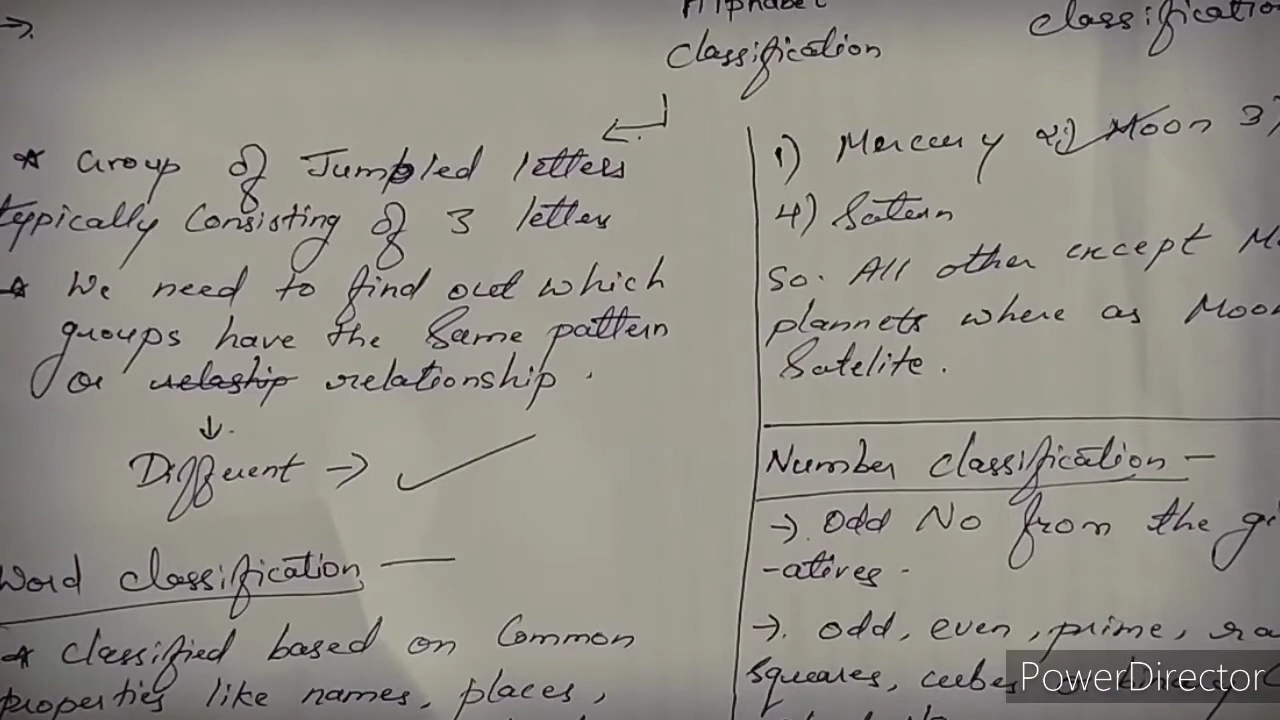 Alphabet
Classification
classification
* Group of Jumbled letters
typically Consisting of 3 letters
* We need to find out which
groups have the Same pattern
or relaship relationship.
↓
Different →
Word classification —
* classified based on Common
properties like names, places,
1) Mercury 2) Moon 3)
4) Satern
so. All other except
plannets where as Moon
Satelite.
Number classification —
→ Odd No from the
-atives -
→ odd, even, prime,
squares, cubes
PowerDirector